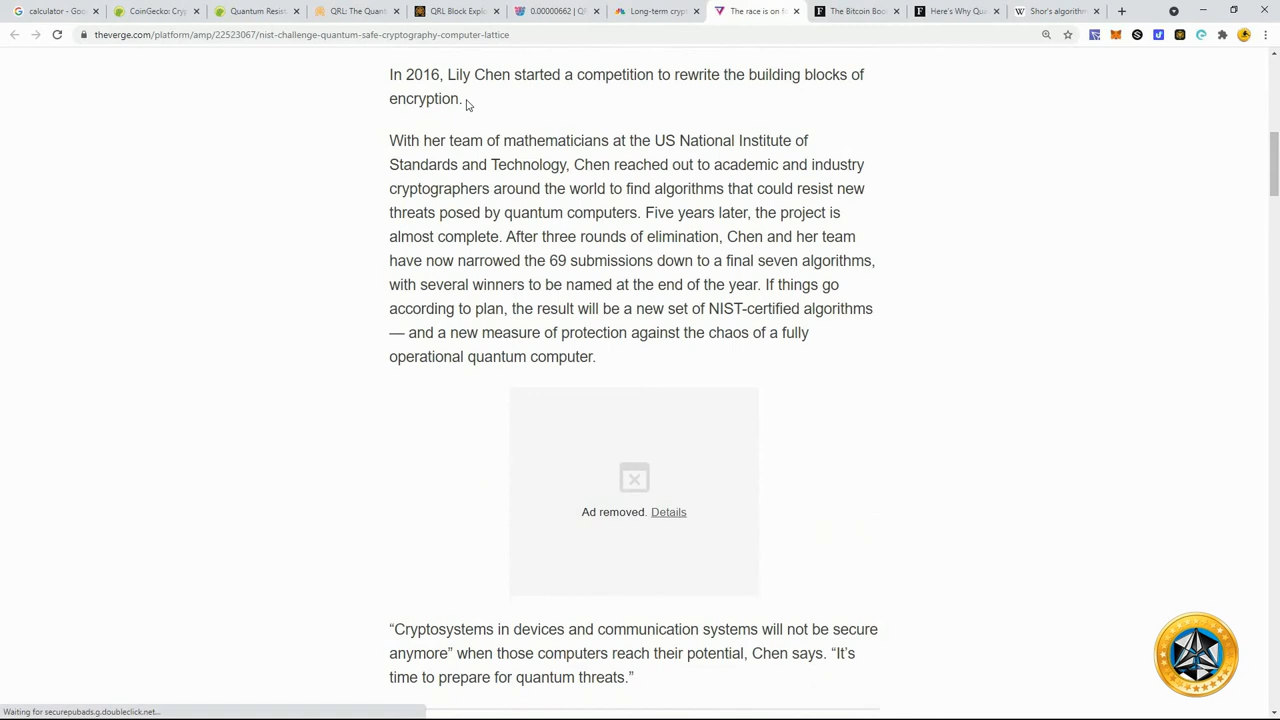 calculator - Goo
CoinGecko: Cry
Quantum Resis
QRL: The Quant
QRL Block Explo
0.00000662 | QF
Long-term cryp
The race is on f
The Bitcoin Boo
Here's Why Qua
Shor's algorithm
theverge.com/platform/amp/22523067/nist-challenge-quantum-safe-cryptography-computer-lattice
In 2016, Lily Chen started a competition to rewrite the building blocks of
encryption.
With her team of mathematicians at the US National Institute of
Standards and Technology, Chen reached out to academic and industry
cryptographers around the world to find algorithms that could resist new
threats posed by quantum computers. Five years later, the project is
almost complete. After three rounds of elimination, Chen and her team
have now narrowed the 69 submissions down to a final seven algorithms,
with several winners to be named at the end of the year. If things go
according to plan, the result will be a new set of NIST-certified algorithms
— and a new measure of protection against the chaos of a fully
operational quantum computer.
Ad removed. Details
“Cryptosystems in devices and communication systems will not be secure
anymore” when those computers reach their potential, Chen says. “It’s
time to prepare for quantum threats.”
Waiting for securepubads.g.doubleclick.net...